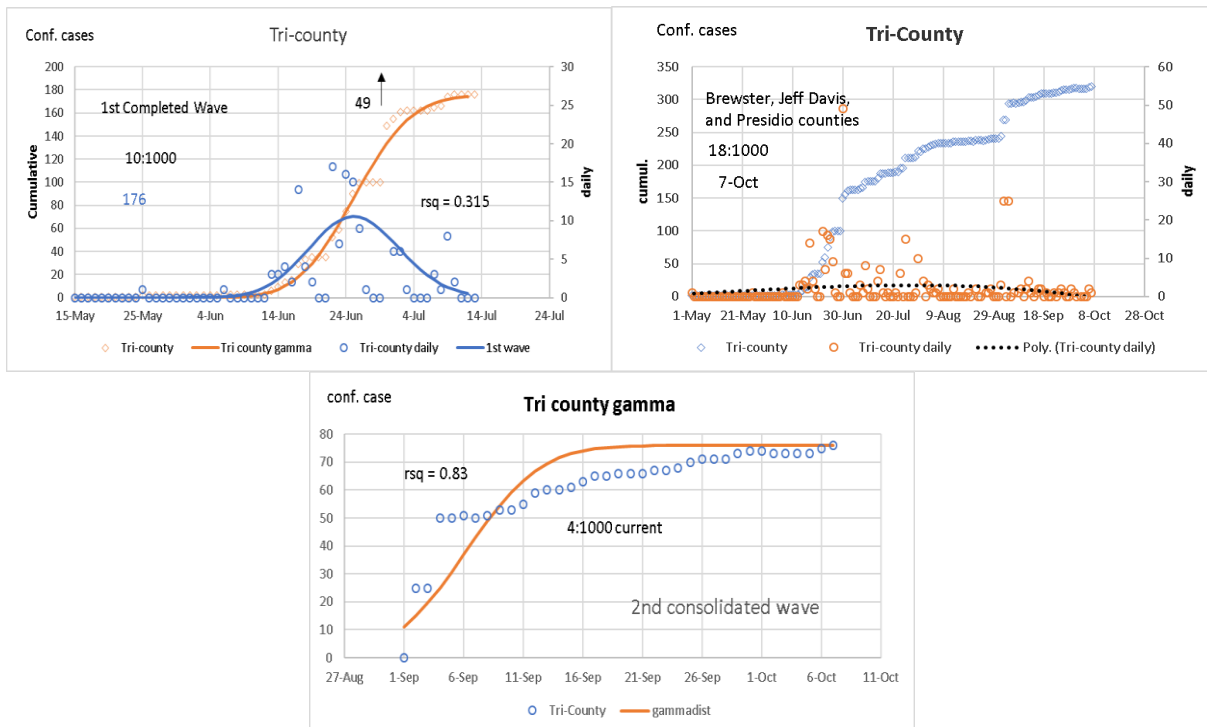 Conf. cases
Tri-county
200
180
160
140
120
100
80
60
40
20
0
Cumulative
30
25
20
15
10
5
0
daily
49
1st Completed Wave
10:1000
176
rsq = 0.315
15-May 25-May 4-Jun 14-Jun 24-Jun 4-Jul 14-Jul 24-Jul
Tri-county Tri county gamma Tri-county daily 1st wave
Conf. cases
Tri-County
350
300
250
200
150
100
50
0
cumul.
60
50
40
30
20
10
0
daily
Brewster, Jeff Davis,
and Presidio counties
18:1000
7-Oct
1-May 21-May 10-Jun 30-Jun 20-Jul 9-Aug 29-Aug 18-Sep 8-Oct 28-Oct
Tri-county Tri-county daily Poly. (Tri-county daily)
conf. case
Tri county gamma
80
70
60
50
40
30
20
10
0
rsq = 0.83
4:1000 current
2nd consolidated wave
27-Aug 1-Sep 6-Sep 11-Sep 16-Sep 21-Sep 26-Sep 1-Oct 6-Oct 11-Oct
Tri-County gammadist